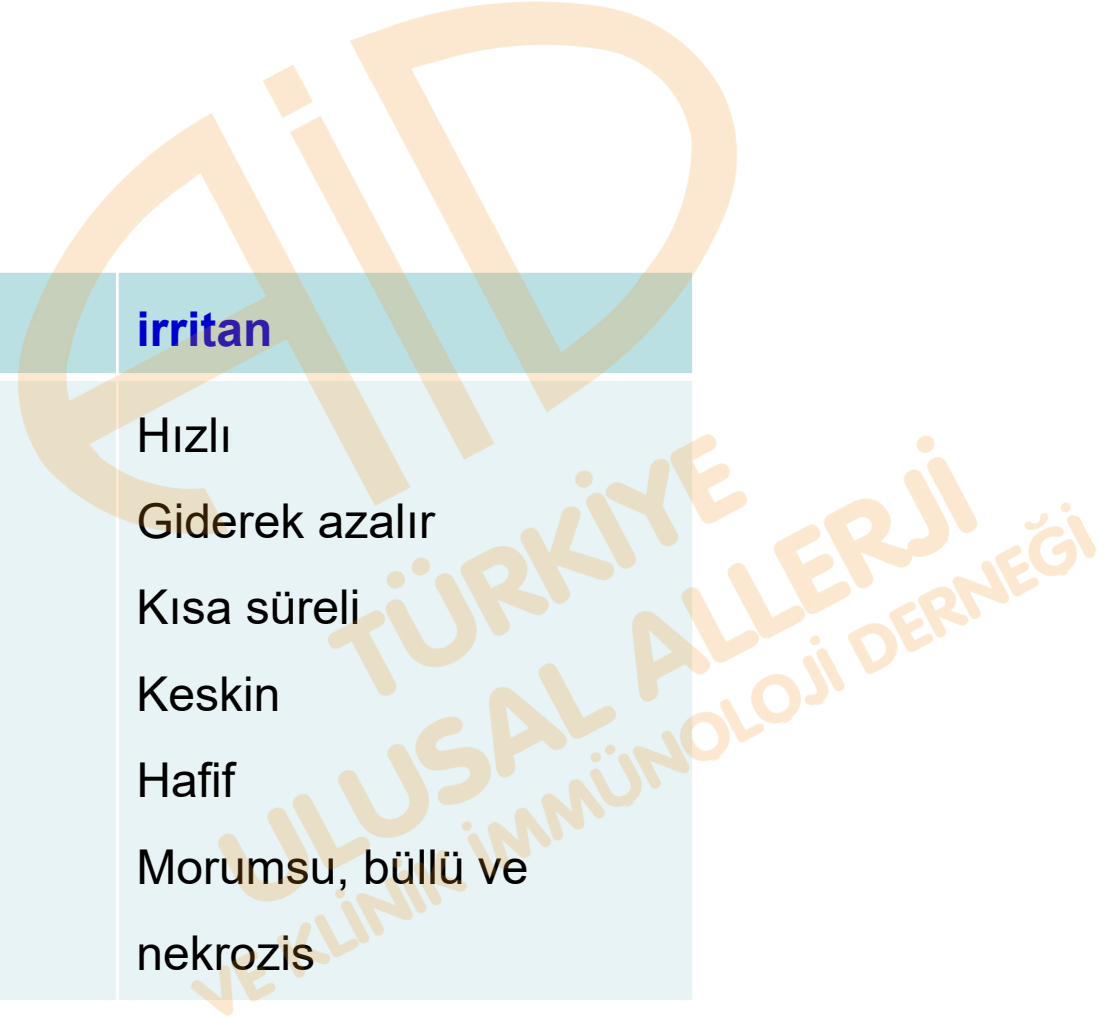 AİD
irritan
Hızlı
Giderek azalır
Kısa süreli
Keskin
Hafif
Morumsu, büllü ve
nekrozis
TÜRKİYE
ULUSAL ALLERJİ
VE KLİNİK İMMÜNOLOJİ DERNEĞİ